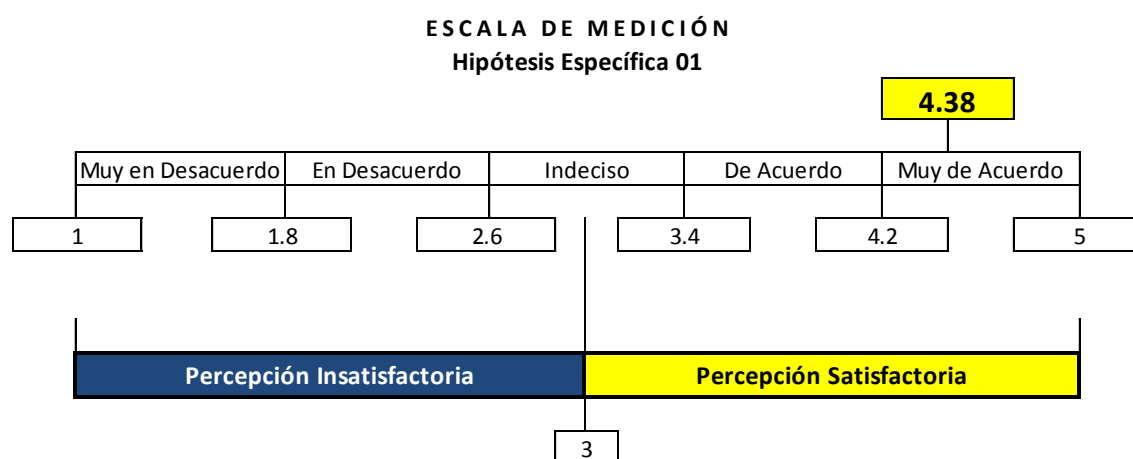 ESCALA DE MEDICIÓN
Hipótesis Específica 01
4.38
Muy en Desacuerdo En Desacuerdo Indeciso De Acuerdo Muy de Acuerdo
1 1.8 2.6 3.4 4.2 5
Percepción Insatisfactoria Percepción Satisfactoria
3